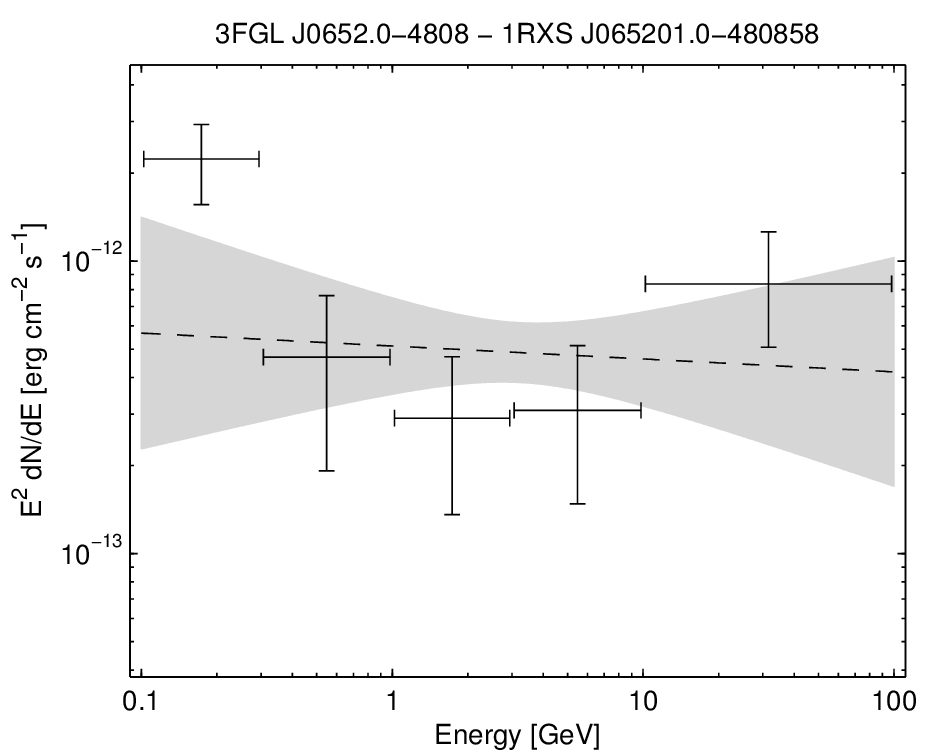 3FGL J0652.0−4808 − 1RXS J065201.0−480858
E² dN/dE [erg cm⁻² s⁻¹]
10⁻¹²
10⁻¹³
0.1 1 10 100
Energy [GeV]